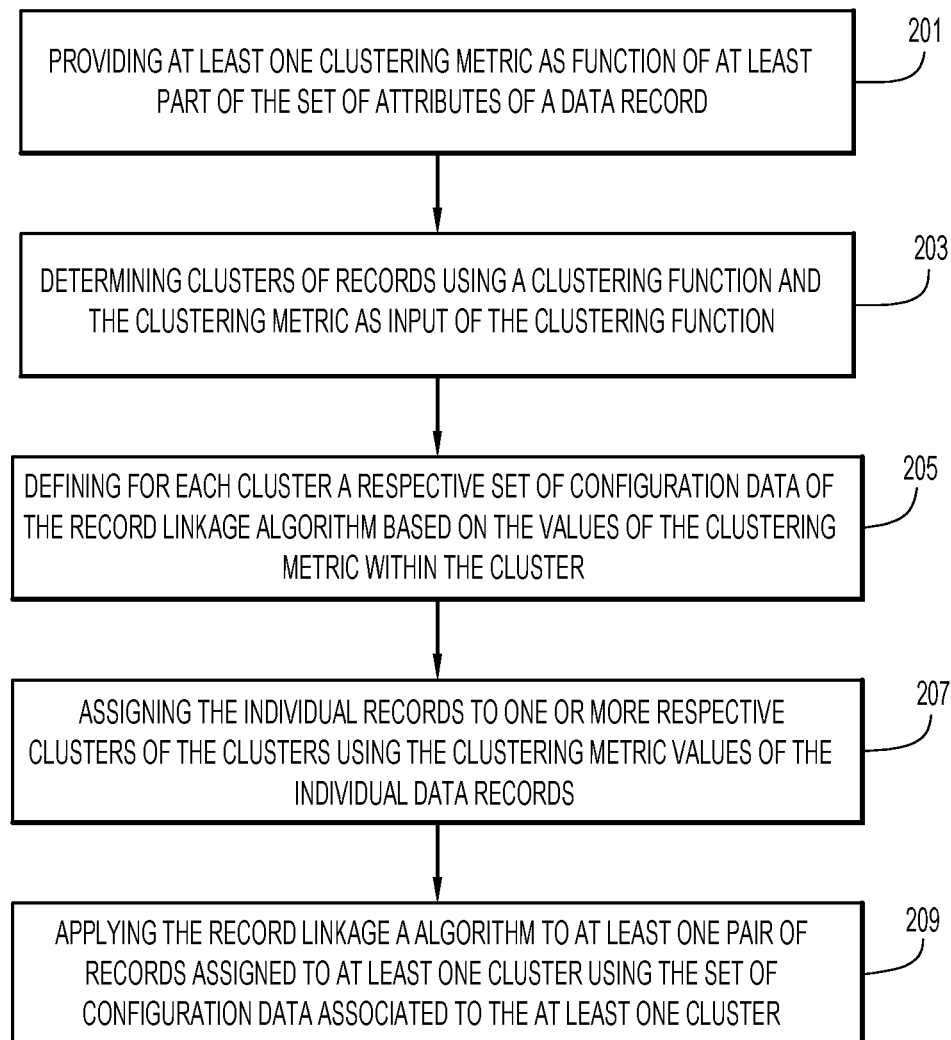 PROVIDING AT LEAST ONE CLUSTERING METRIC AS FUNCTION OF AT LEAST
PART OF THE SET OF ATTRIBUTES OF A DATA RECORD
201
DETERMINING CLUSTERS OF RECORDS USING A CLUSTERING FUNCTION AND
THE CLUSTERING METRIC AS INPUT OF THE CLUSTERING FUNCTION
203
DEFINING FOR EACH CLUSTER A RESPECTIVE SET OF CONFIGURATION DATA OF
THE RECORD LINKAGE ALGORITHM BASED ON THE VALUES OF THE CLUSTERING
METRIC WITHIN THE CLUSTER
205
ASSIGNING THE INDIVIDUAL RECORDS TO ONE OR MORE RESPECTIVE
CLUSTERS OF THE CLUSTERS USING THE CLUSTERING METRIC VALUES OF THE
INDIVIDUAL DATA RECORDS
207
APPLYING THE RECORD LINKAGE A ALGORITHM TO AT LEAST ONE PAIR OF
RECORDS ASSIGNED TO AT LEAST ONE CLUSTER USING THE SET OF
CONFIGURATION DATA ASSOCIATED TO THE AT LEAST ONE CLUSTER
209